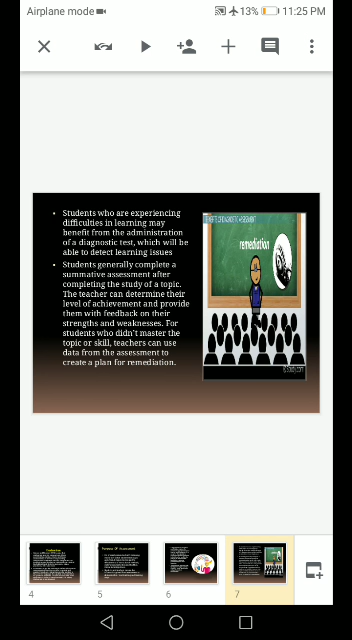 Airplane mode 13% 11:25 PM
• Students who are experiencing
difficulties in learning may
benefit from the administration
of a diagnostic test, which will be
able to detect learning issues
• Students generally complete a
summative assessment after
completing the study of a topic.
The teacher can determine their
level of achievement and provide
them with feedback on their
strengths and weaknesses. For
students who didn't master the
topic or skill, teachers can use
data from the assessment to
create a plan for remediation.
remediation
4 5 6 7